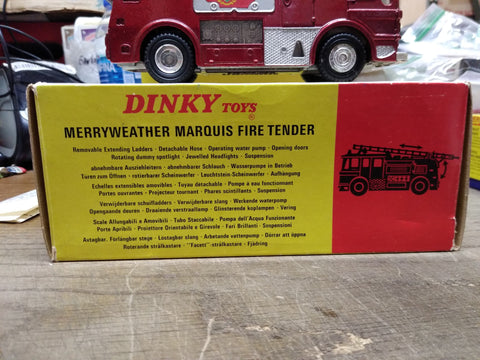 DINKY TOYS®
MERRYWEATHER MARQUIS FIRE TENDER
Removable Extending Ladders - Detachable Hose - Operating water pump - Opening doors
Rotating dummy spotlight - Jewelled Headlights - Suspension
abnehmbare Ausziehleitern - abnehmbarer Schlauch - Wasserpumpe in Betrieb
Türen zum Öffnen - rotierbarer Scheinwerfer - Leuchtstein-Scheinwerfer - Aufhängung
Echelles extensibles amovibles - Tuyau détachable - Pompe à eau fonctionnant
Portes ouvrantes - Projecteur tournant - Phares scintillants - Suspension
Verwijderbare schuifladders - Verwijderbare slang - Werkende waterpomp
Opengaande deuren - Draaiende verstraallamp - Glinsterende koplampen - Vering
Scale Allungabili e Amovibili - Tubo Staccabile - Pompa dell'Acqua Funzionante
Porte Apribili - Proiettore Orientabile e Girevole - Fari Brillanti - Suspensioni
Avtagbar. Förlängbar stege - Löstagbar slang - Arbetande vattenpump - Dörrar att öppna
Roterande strålkastare - "Facett" strålkastare - Fjädring